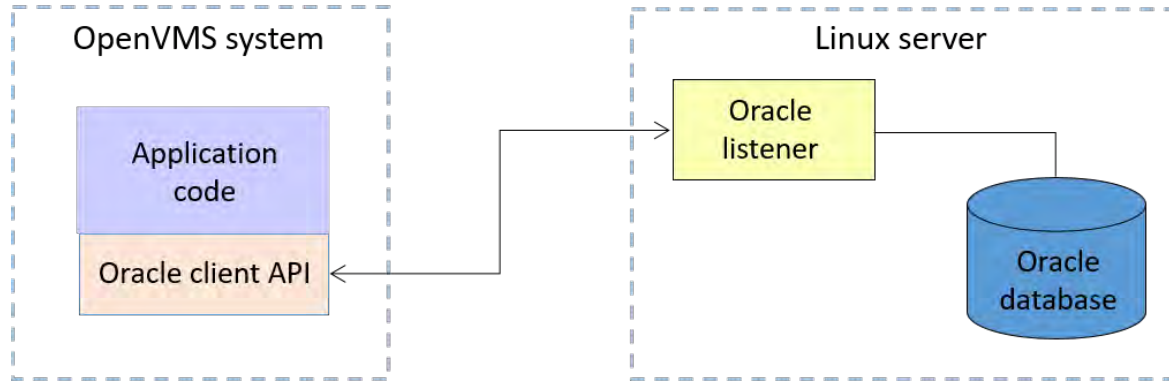 OpenVMS system
Application
code
Oracle client API
Linux server
Oracle
listener
Oracle
database